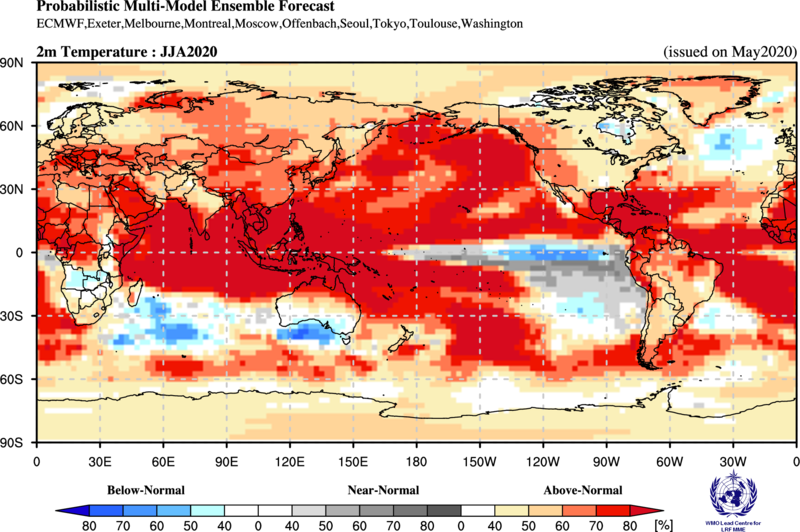 Probabilistic Multi-Model Ensemble Forecast
ECMWF,Exeter,Melbourne,Montreal,Moscow,Offenbach,Seoul,Tokyo,Toulouse,Washington
2m Temperature : JJA2020 (issued on May2020)
90N
60N
30N
0
30S
60S
90S
0 30E 60E 90E 120E 150E 180 150W 120W 90W 60W 30W 0
Below-Normal Near-Normal Above-Normal
80 70 60 50 40 0 40 50 60 70 80 0 40 50 60 70 80 [%]
WMO Lead Centre for
LRF MME